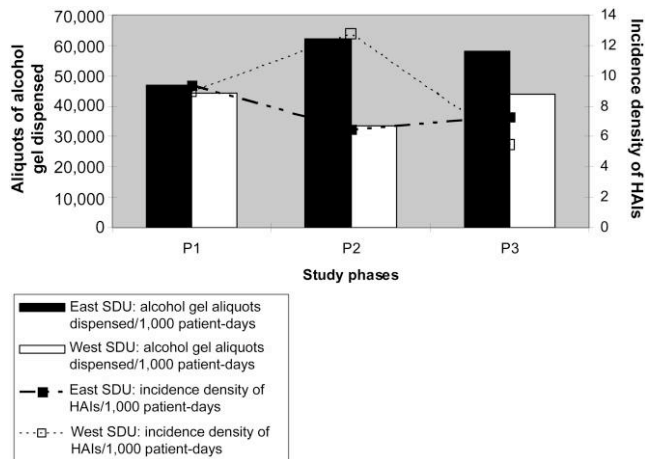 Aliquots of alcohol
gel dispensed
70,000
60,000
50,000
40,000
30,000
20,000
10,000
0
14
12
10
8
6
4
2
0
Incidence density of HAIs
P1
P2
P3
Study phases
East SDU: alcohol gel aliquots
dispensed/1,000 patient-days
West SDU: alcohol gel aliquots
dispensed/1,000 patient-days
East SDU: incidence density of
HAIs/1,000 patient-days
West SDU: incidence density of
HAIs/1,000 patient-days